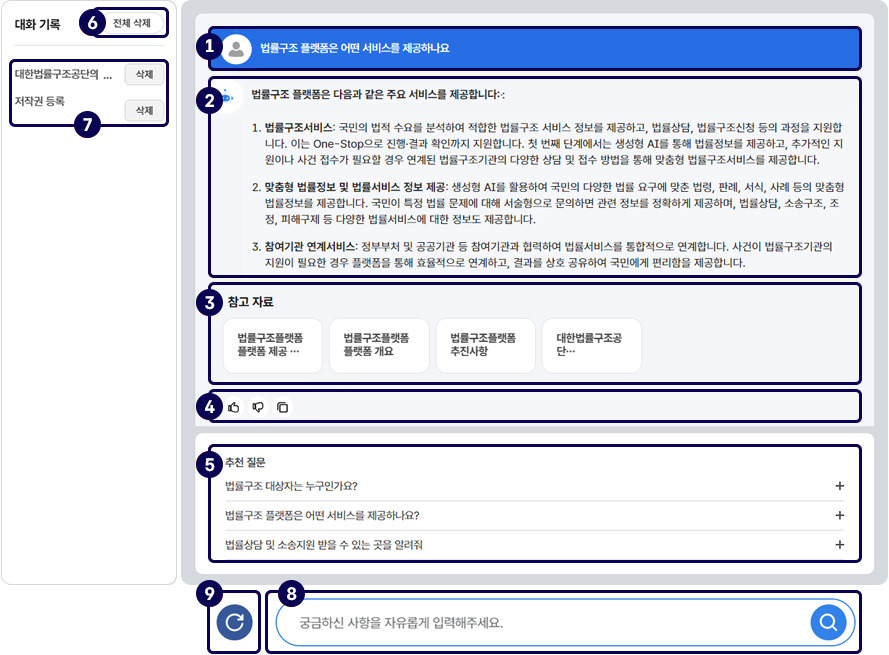 대화 기록
6
전체 삭제
대한법률구조공단의 ...
삭제
저작권 등록
삭제
7
1
법률구조 플랫폼은 어떤 서비스를 제공하나요
2
법률구조 플랫폼은 다음과 같은 주요 서비스를 제공합니다:·:
1. 법률구조서비스: 국민의 법적 수요를 분석하여 적합한 법률구조 서비스 정보를 제공하고, 법률상담, 법률구조신청 등의 과정을 지원합
니다. 이는 One-Stop으로 진행·결과 확인까지 지원합니다. 첫 번째 단계에서는 생성형 AI를 통해 법률정보를 제공하고, 추가적인 지
원이나 사건 접수가 필요할 경우 연계된 법률구조기관의 다양한 상담 및 접수 방법을 통해 맞춤형 법률구조서비스를 제공합니다.
2. 맞춤형 법률정보 및 법률서비스 정보 제공: 생성형 AI를 활용하여 국민의 다양한 법률 요구에 맞춘 법령, 판례, 서식, 사례 등의 맞춤형
법률정보를 제공합니다. 국민이 특정 법률 문제에 대해 서술형으로 문의하면 관련 정보를 정확하게 제공하며, 법률상담, 소송구조, 조
정, 피해구제 등 다양한 법률서비스에 대한 정보도 제공합니다.
3. 참여기관 연계서비스: 정부부처 및 공공기관 등 참여기관과 협력하여 법률서비스를 통합적으로 연계합니다. 사건이 법률구조기관의
지원이 필요한 경우 플랫폼을 통해 효율적으로 연계하고, 결과를 상호 공유하여 국민에게 편리함을 제공합니다.
3
참고 자료
법률구조플랫폼
플랫폼 제공 ···
법률구조플랫폼
플랫폼 개요
법률구조플랫폼
추진사항
대한법률구조공
단···
4
5
추천 질문
법률구조 대상자는 누구인가요?
+
법률구조 플랫폼은 어떤 서비스를 제공하나요?
+
법률상담 및 소송지원 받을 수 있는 곳을 알려줘
+
9
8
궁금하신 사항을 자유롭게 입력해주세요.